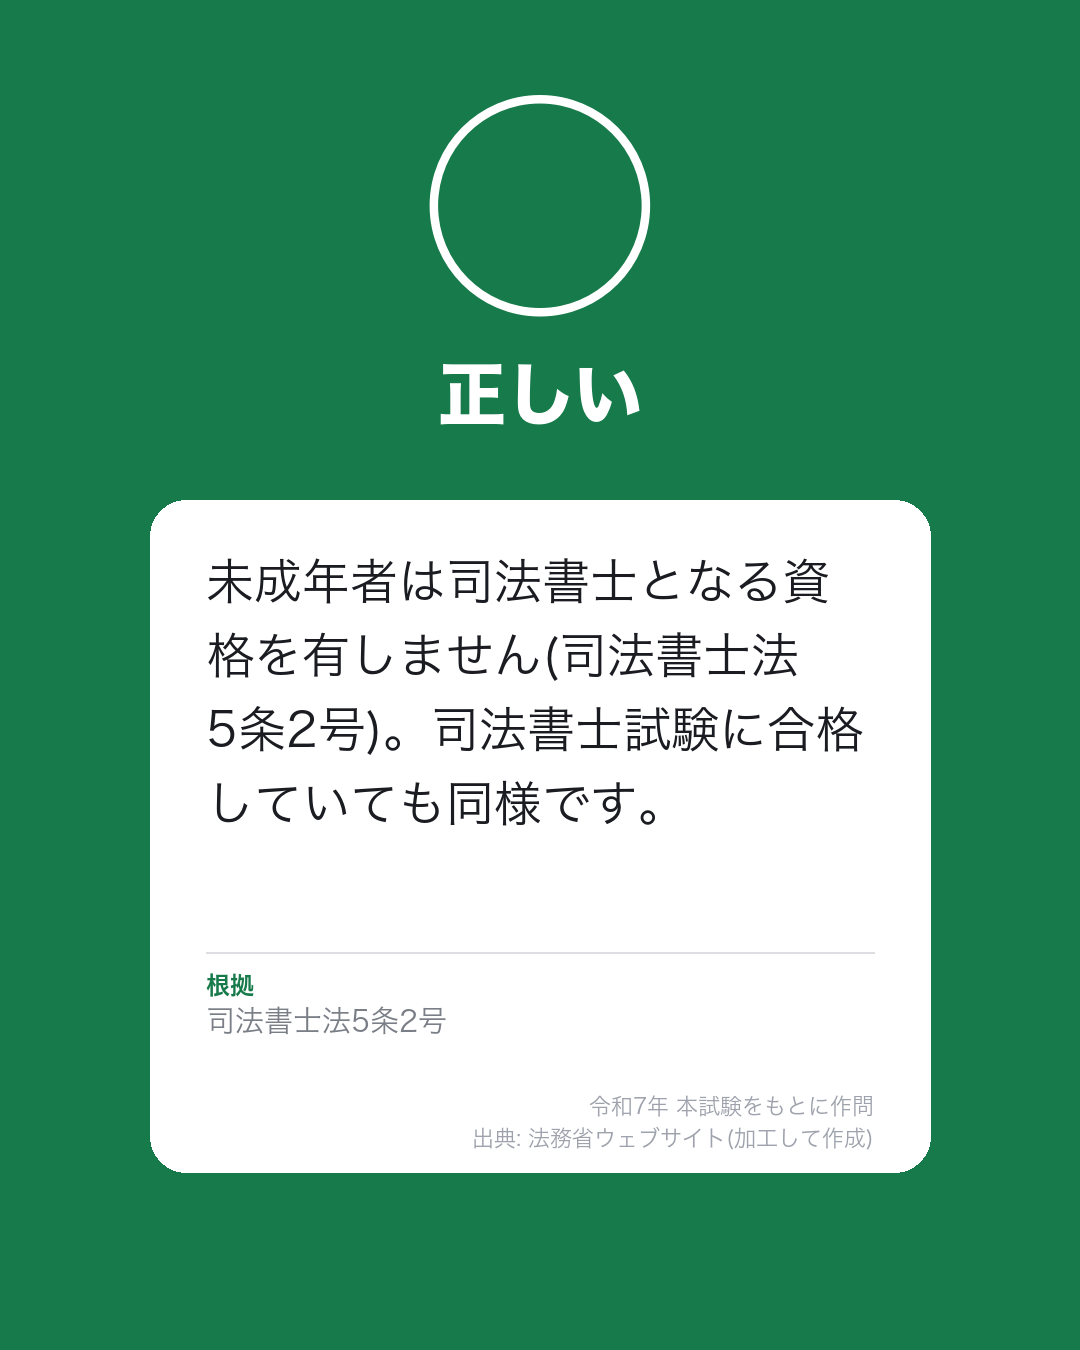 正しい
未成年者は司法書士となる資
格を有しません(司法書士法
5条2号)。司法書士試験に合格
していても同様です。
根拠
司法書士法5条2号
令和7年 本試験をもとに作問
出典: 法務省ウェブサイト(加工して作成)